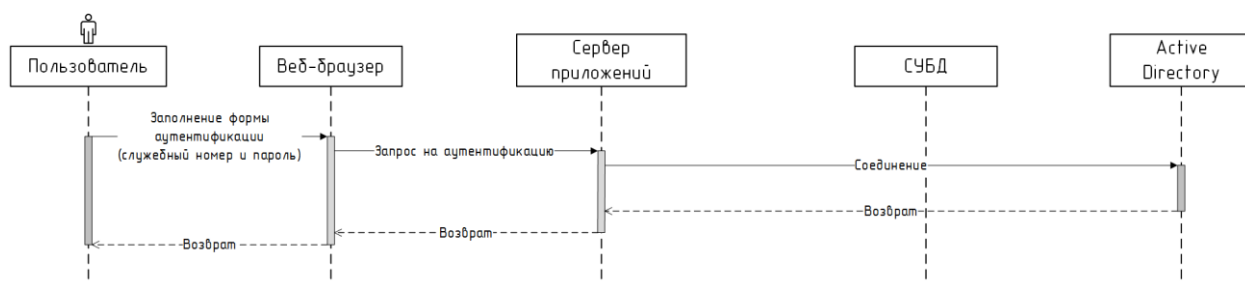 Пользователь
Веб-браузер
Сервер
приложений
СУБД
Active
Directory
Заполнение формы
аутентификации
(служебный номер и пароль)
Запрос на аутентификацию
Соединение
Возврат
Возврат
Возврат